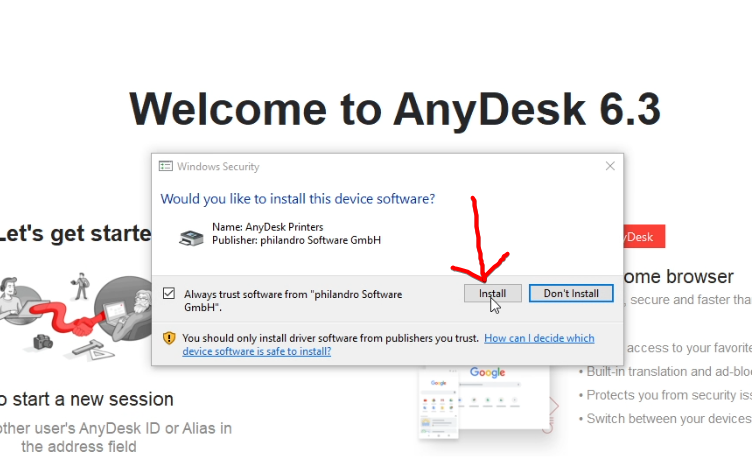 Welcome to AnyDesk 6.3
Windows Security
Would you like to install this device software?
Name: AnyDesk Printers
Publisher: philandro Software GmbH
Always trust software from "philandro Software
GmbH".
Install
Don't Install
You should only install driver software from publishers you trust. How can I decide which
device software is safe to install?
Let's get starte
o start a new session
other user's AnyDesk ID or Alias in
the address field
yDesk
ome browser
, secure and faster tha
access to your favorite
• Built-in translation and ad-blo
• Protects you from security iss
• Switch between your devices
Google
Google